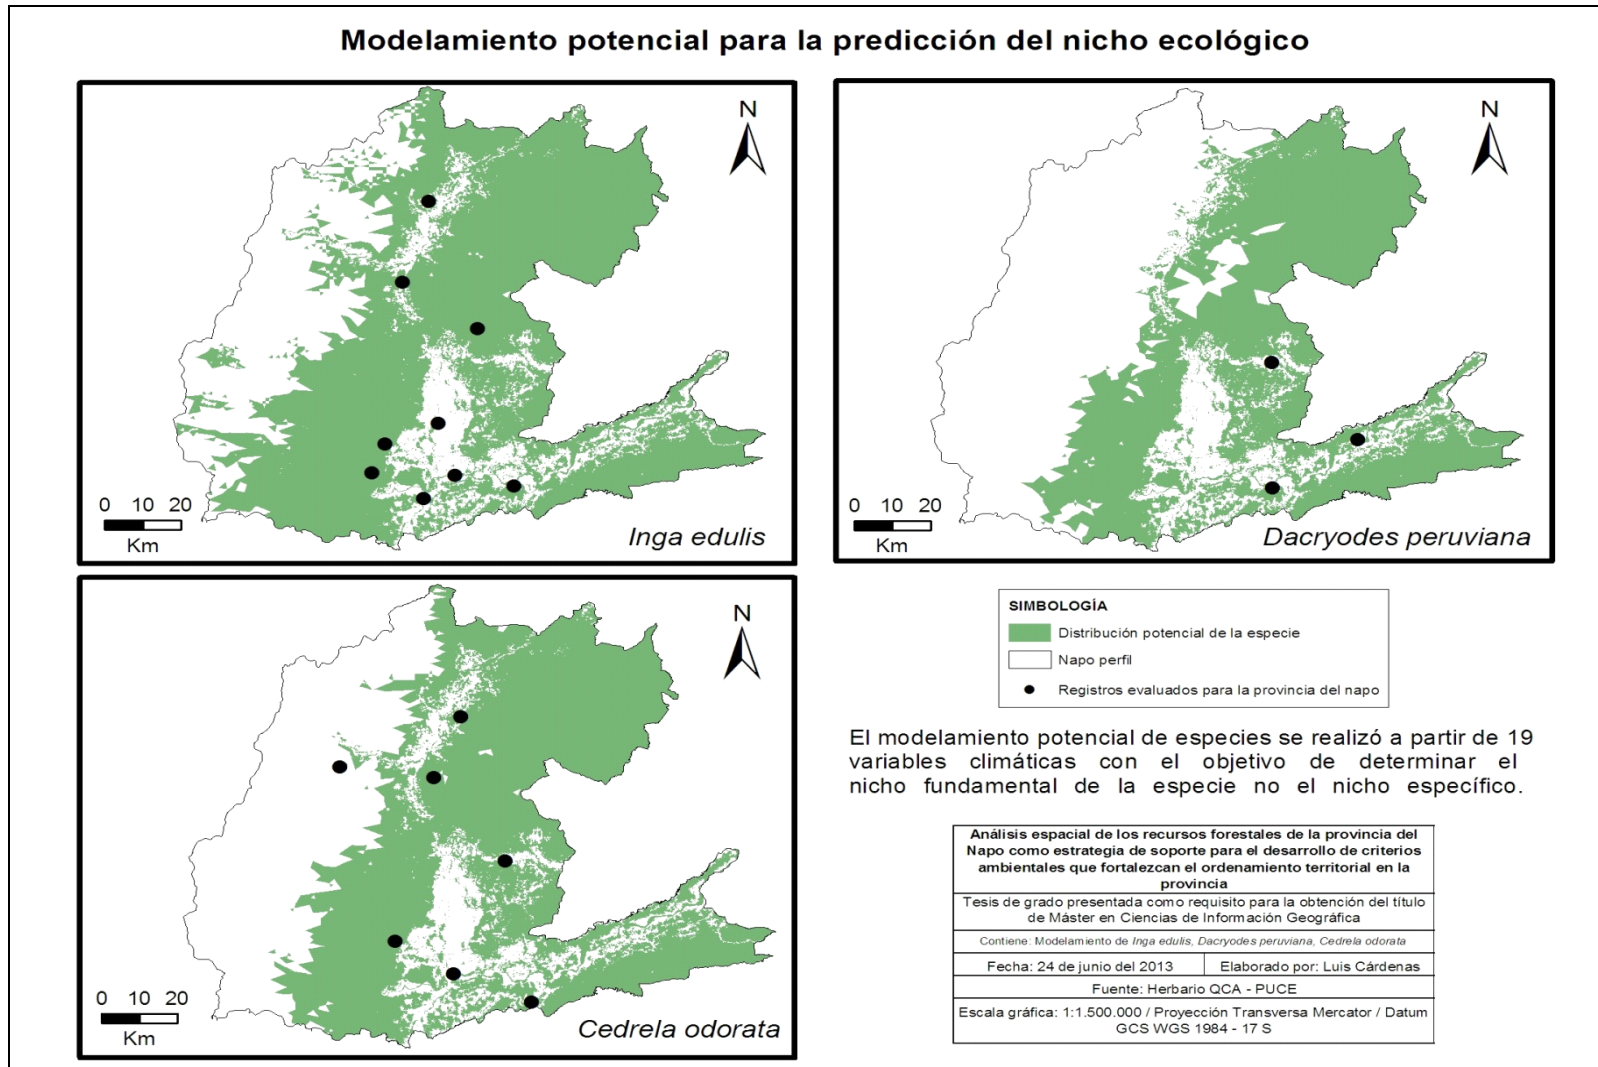 Modelamiento potencial para la predicción del nicho ecológico
N
0 10 20
Km
Inga edulis
N
0 10 20
Km
Dacryodes peruviana
N
0 10 20
Km
Cedrela odorata
SIMBOLOGÍA
Distribución potencial de la especie
Napo perfil
Registros evaluados para la provincia del napo
El modelamiento potencial de especies se realizó a partir de 19
variables climáticas con el objetivo de determinar el
nicho fundamental de la especie no el nicho específico.
Análisis espacial de los recursos forestales de la provincia del
Napo como estrategia de soporte para el desarrollo de criterios
ambientales que fortalezcan el ordenamiento territorial en la
provincia
Tesis de grado presentada como requisito para la obtención del título
de Máster en Ciencias de Información Geográfica
Contiene: Modelamiento de Inga edulis, Dacryodes peruviana, Cedrela odorata
Fecha: 24 de junio del 2013 Elaborado por: Luis Cárdenas
Fuente: Herbario QCA - PUCE
Escala gráfica: 1:1.500.000 / Proyección Transversa Mercator / Datum
GCS WGS 1984 - 17 S